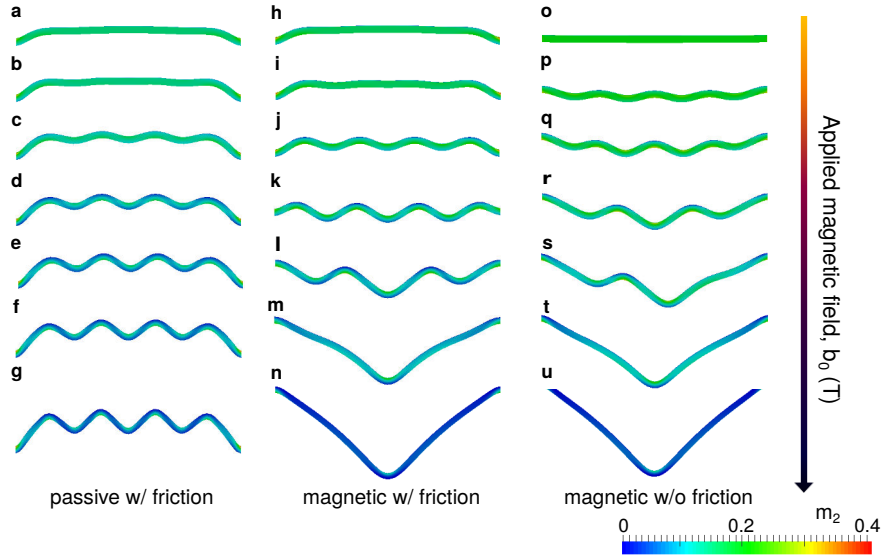 a
h
o
b
i
p
c
j
q
d
k
r
e
l
s
f
m
t
g
n
u
Applied magnetic field, b0 (T)
passive w/ friction
magnetic w/ friction
magnetic w/o friction
m2
0
0.2
0.4